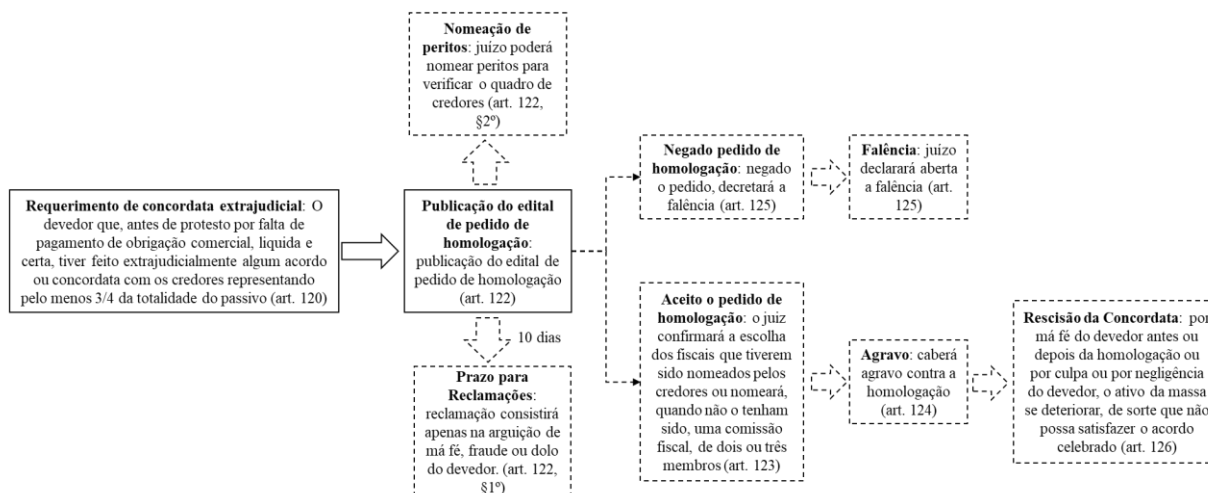 Nomeação de
peritos: juízo poderá
nomear peritos para
verificar o quadro de
credores (art. 122,
§2º)
Requerimento de concordata extrajudicial: O
devedor que, antes de protesto por falta de
pagamento de obrigação comercial, liquida e
certa, tiver feito extrajudicialmente algum acordo
ou concordata com os credores representando
pelo menos 3/4 da totalidade do passivo (art. 120)
Publicação do edital
de pedido de
homologação:
publicação do edital de
pedido de homologação
(art. 122)
10 dias
Prazo para
Reclamações:
reclamação consistirá
apenas na arguição de
má fé, fraude ou dolo
do devedor. (art. 122,
§1º)
Negado pedido de
homologação: negado
o pedido, decretará a
falência (art. 125)
Falência: juízo
declarará aberta
a falência (art.
125)
Aceito o pedido de
homologação: o juiz
confirmará a escolha
dos fiscais que tiverem
sido nomeados pelos
credores ou nomeará,
quando não o tenham
sido, uma comissão
fiscal, de dois ou três
membros (art. 123)
Agravo: caberá
agravo contra a
homologação
(art. 124)
Rescisão da Concordata: por
má fé do devedor antes ou
depois da homologação ou
por culpa ou por negligência
do devedor, o ativo da massa
se deteriorar, de sorte que não
possa satisfazer o acordo
celebrado (art. 126)